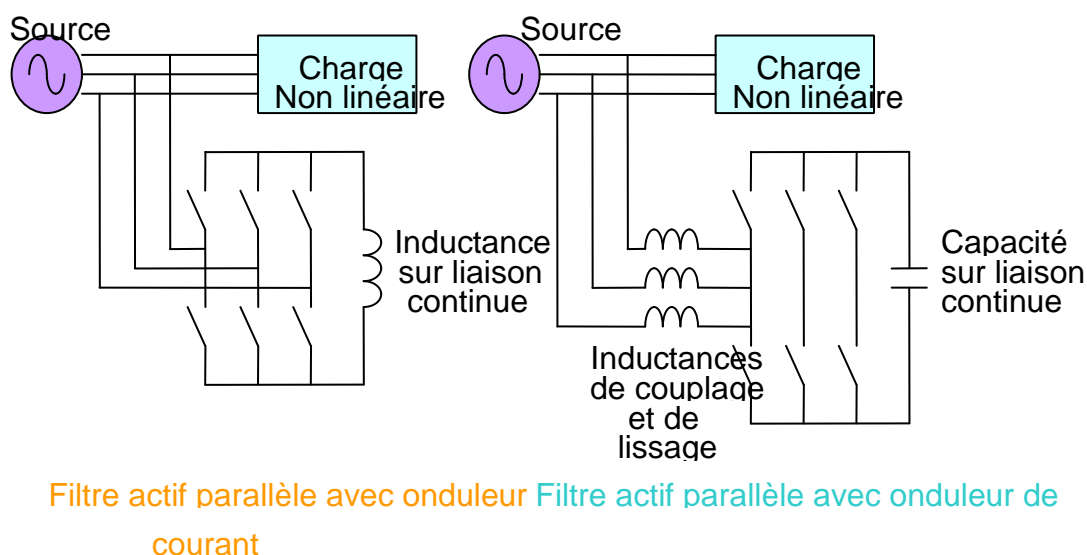 Source
Charge
Non linéaire
Inductance
sur liaison
continue
Source
Charge
Non linéaire
Inductances
de couplage
et de
lissage
Capacité
sur liaison
continue
Filtre actif parallèle avec onduleur Filtre actif parallèle avec onduleur de
courant